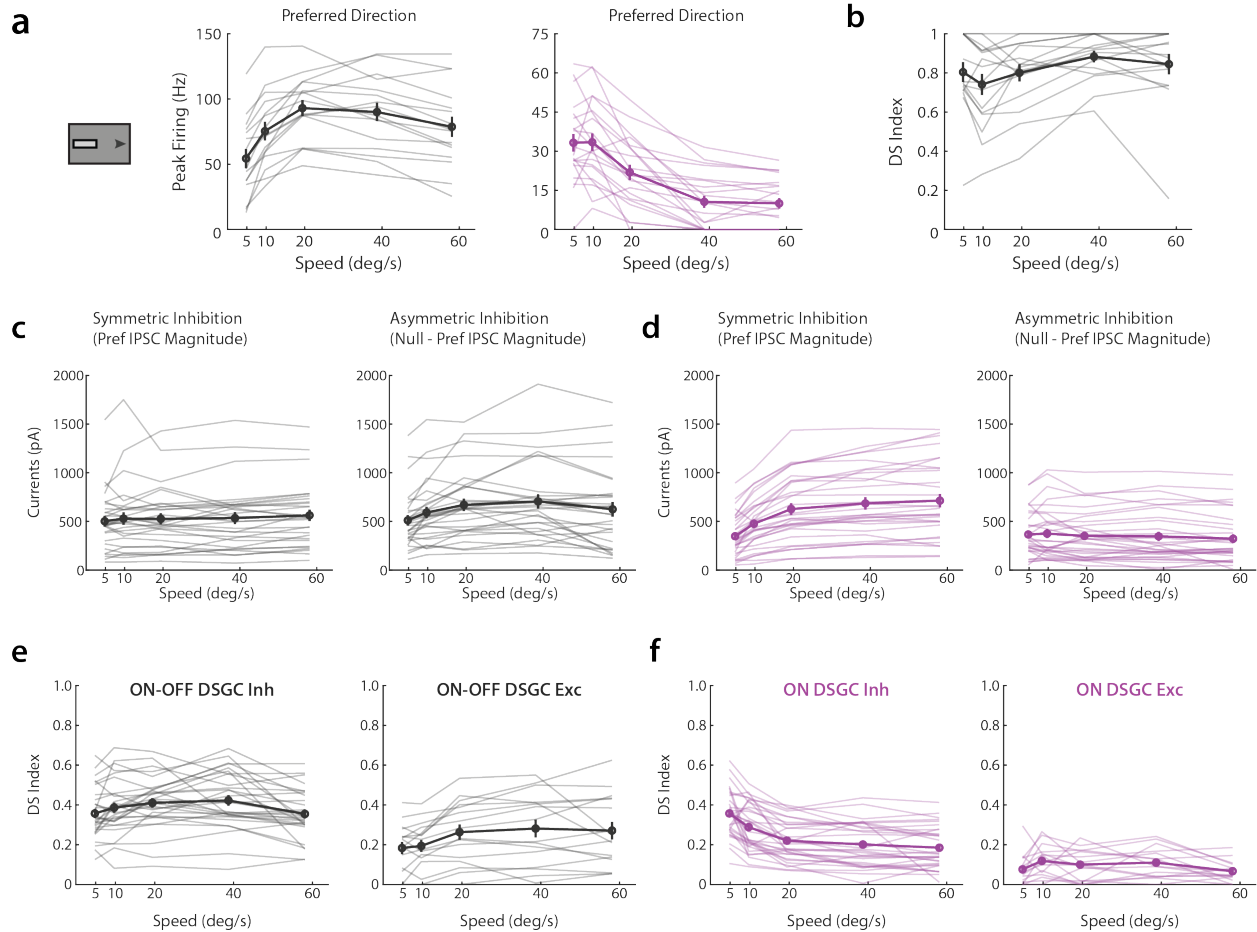 a
Preferred Direction
Peak Firing (Hz)
150
100
50
0
5 10 20 40 60
Speed (deg/s)
Preferred Direction
75
60
45
30
15
0
5 10 20 40 60
Speed (deg/s)
b
DS Index
1
0.8
0.6
0.4
0.2
0
5 10 20 40 60
Speed (deg/s)
c
Symmetric Inhibition
(Pref IPSC Magnitude)
Currents (pA)
2000
1500
1000
500
0
5 10 20 40 60
Speed (deg/s)
Asymmetric Inhibition
(Null - Pref IPSC Magnitude)
2000
1500
1000
500
0
5 10 20 40 60
Speed (deg/s)
d
Symmetric Inhibition
(Pref IPSC Magnitude)
Currents (pA)
2000
1500
1000
500
0
5 10 20 40 60
Speed (deg/s)
Asymmetric Inhibition
(Null - Pref IPSC Magnitude)
2000
1500
1000
500
0
5 10 20 40 60
Speed (deg/s)
e
ON-OFF DSGC Inh
DS Index
1.0
0.8
0.6
0.4
0.2
0
5 10 20 40 60
Speed (deg/s)
ON-OFF DSGC Exc
1.0
0.8
0.6
0.4
0.2
0
5 10 20 40 60
Speed (deg/s)
f
ON DSGC Inh
DS Index
1.0
0.8
0.6
0.4
0.2
0
5 10 20 40 60
Speed (deg/s)
ON DSGC Exc
1.0
0.8
0.6
0.4
0.2
0
5 10 20 40 60
Speed (deg/s)